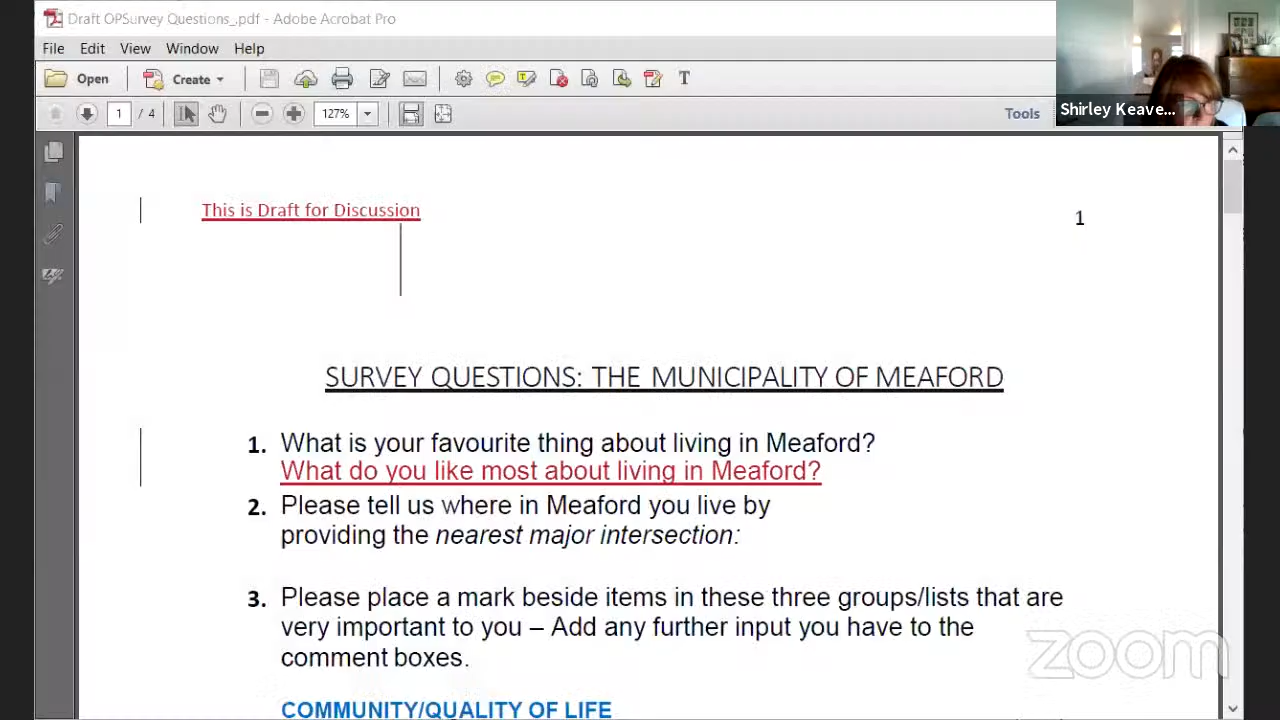 Draft OPSurvey Questions_.pdf - Adobe Acrobat Pro
File Edit View Window Help
Open Create T
1 / 4 127% Tools
Shirley Keave...
This is Draft for Discussion
1
SURVEY QUESTIONS: THE MUNICIPALITY OF MEAFORD
1. What is your favourite thing about living in Meaford?
What do you like most about living in Meaford?
2. Please tell us where in Meaford you live by
providing the nearest major intersection:
3. Please place a mark beside items in these three groups/lists that are
very important to you – Add any further input you have to the
comment boxes.
zoom
COMMUNITY/QUALITY OF LIFE